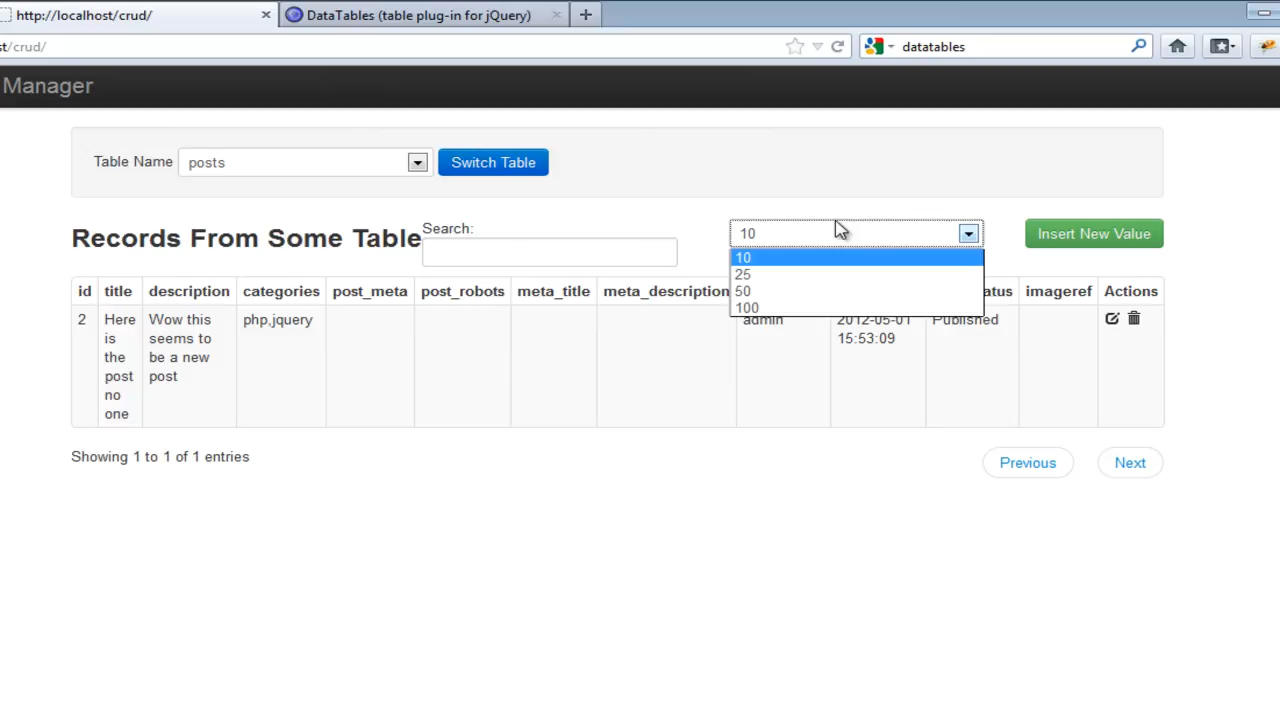 http://localhost/crud/
DataTables (table plug-in for jQuery)
st/crud/
datatables
Manager
Table Name
posts
Switch Table
Records From Some Table
Search:
10
Insert New Value
10
25
50
100
id title description categories post_meta post_robots meta_title meta_description atus imageref Actions
2 Here Wow this php,jquery admin 2012-05-01 Published
is seems to 15:53:09
the be a new
post post
no
one
Showing 1 to 1 of 1 entries
Previous
Next